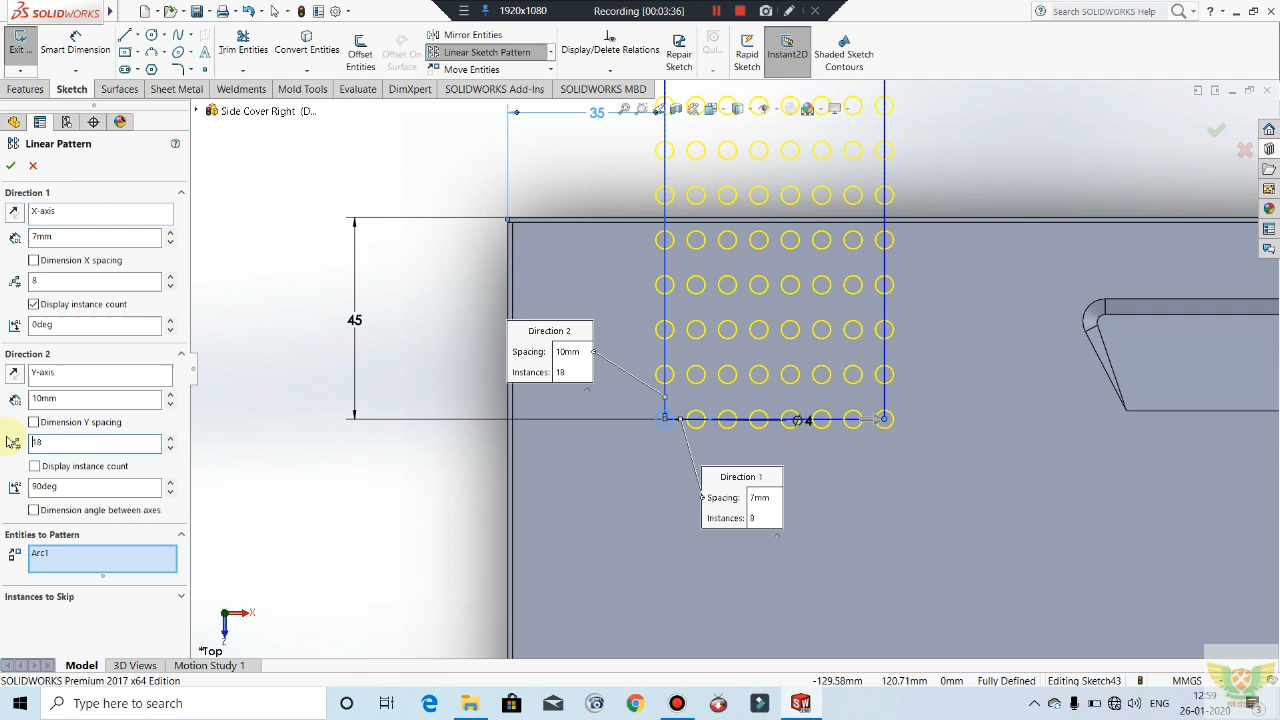 SOLIDWORKS
1920x1080
Recording [00:03:36]
Search SOLIDWORKS Help
Ext...
Smart Dimension
Trim Entities
Convert Entities
Offset Entities
Offset On Surface
Mirror Entities
Linear Sketch Pattern
Move Entities
Display/Delete Relations
Repair Sketch
Qui...
Rapid Sketch
Instant2D
Shaded Sketch Contours
Features
Sketch
Surfaces
Sheet Metal
Weldments
Mold Tools
Evaluate
DimXpert
SOLIDWORKS Add-Ins
SOLIDWORKS MBD
Side Cover Right (D...
35
Linear Pattern
Direction 1
X-axis
7mm
Dimension X spacing
8
Display instance count
0deg
Direction 2
Y-axis
10mm
Dimension Y spacing
18
Display instance count
90deg
Dimension angle between axes
Entities to Pattern
Arc1
Instances to Skip
45
Direction 2
Spacing: 10mm
Instances: 18
⌀4
Direction 1
Spacing: 7mm
Instances: 8
X
Z
*Top
Model
3D Views
Motion Study 1
SOLIDWORKS Premium 2017 x64 Edition
-129.58mm
120.71mm
0mm
Fully Defined
Editing Sketch43
MMGS
Type here to search
ENG
12:59
26-01-2020
3